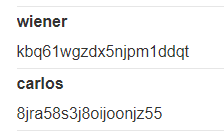 wiener
kbq61wgzdx5njpm1ddqt
carlos
8jra58s3j8oijoonjz55